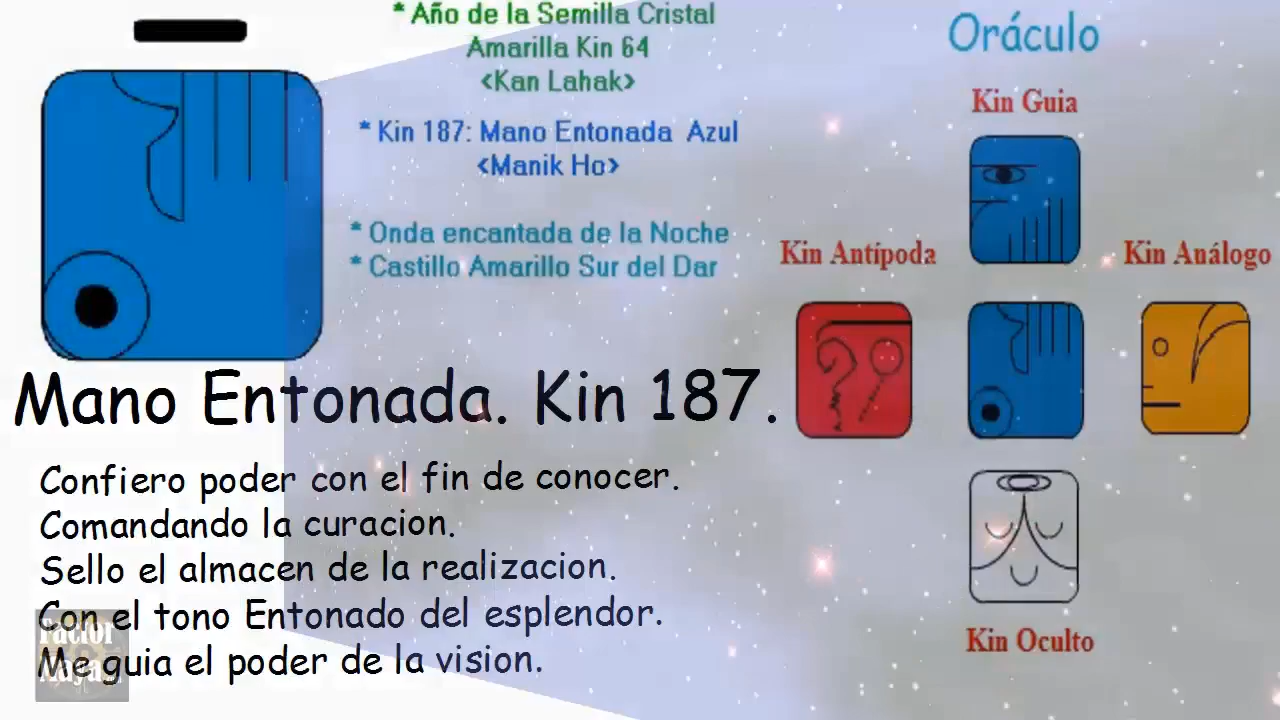 * Año de la Semilla Cristal
Amarilla Kin 64
<Kan Lahak>
* Kin 187: Mano Entonada Azul
<Manik Ho>
* Onda encantada de la Noche
* Castillo Amarillo Sur del Dar
Mano Entonada. Kin 187.
Confiero poder con el fin de conocer.
Comandando la curacion.
Sello el almacen de la realizacion.
Con el tono Entonado del esplendor.
Me guia el poder de la vision.
Factor
Maya
Oráculo
Kin Guia
Kin Antípoda
Kin Análogo
Kin Oculto